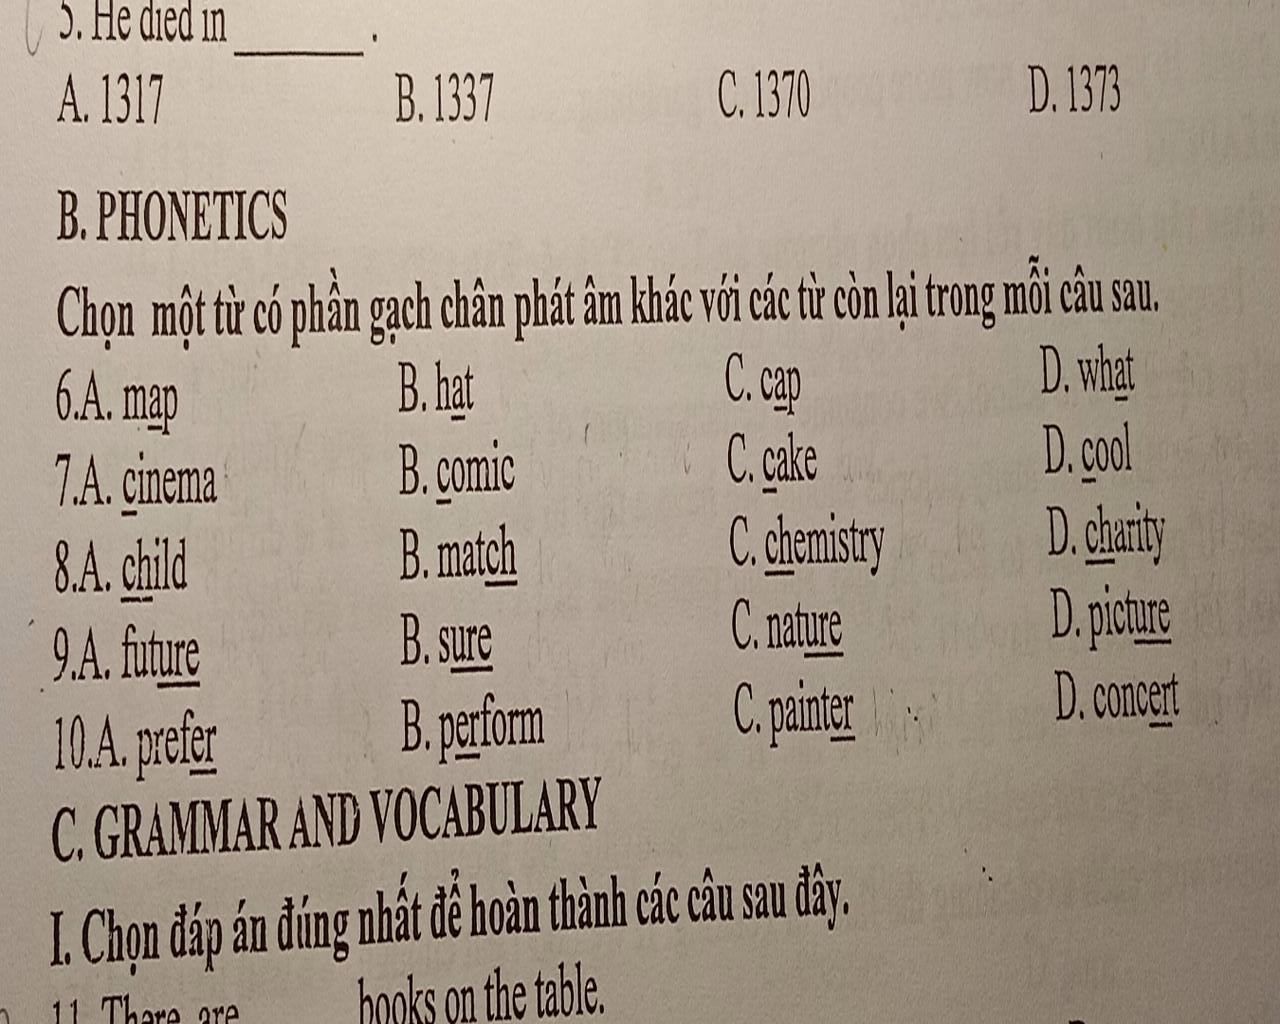 5. He died in _______ .
A. 1317 B. 1337 C. 1370 D. 1373
B. PHONETICS
Chọn một từ có phần gạch chân phát âm khác với các từ còn lại trong mỗi câu sau.
6.A. map B. hat C. cap D. what
7.A. cinema B. comic C. cake D. cool
8.A. child B. match C. chemistry D. charity
9.A. future B. sure C. nature D. picture
10.A. prefer B. perform C. painter D. concert
C. GRAMMAR AND VOCABULARY
I. Chọn đáp án đúng nhất để hoàn thành các câu sau đây.
11. There are books on the table.